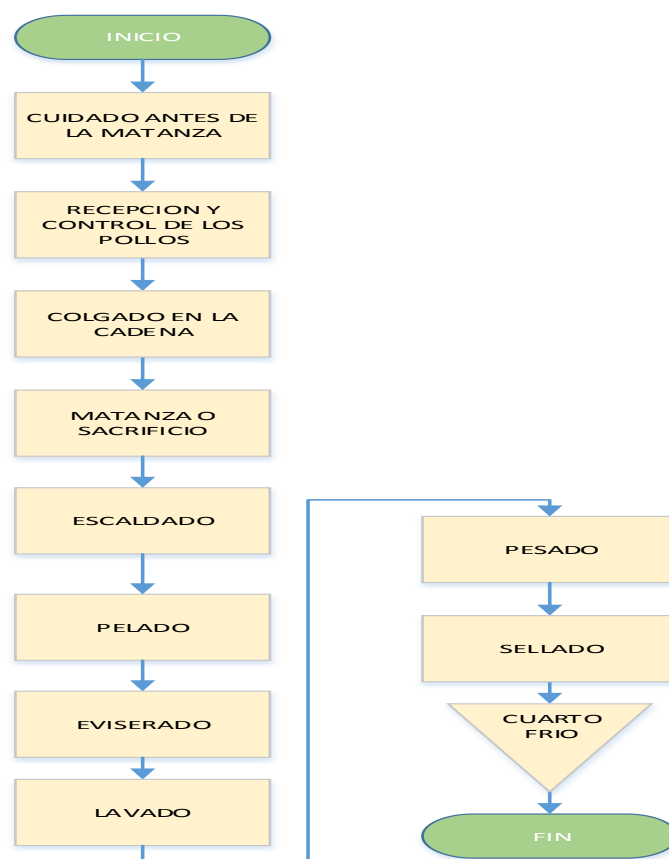 INICIO
CUIDADO ANTES DE
LA MATANZA
RECEPCION Y
CONTROL DE LOS
POLLOS
COLGADO EN LA
CADENA
MATANZA O
SACRIFICIO
ESCALDADO
PELADO
EVISERADO
LAVADO
PESADO
SELLADO
CUARTO
FRIO
FIN